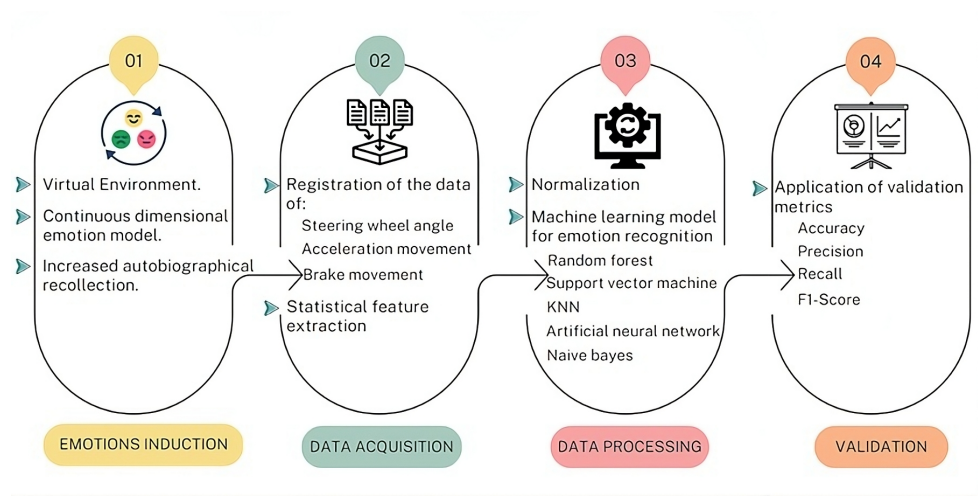 01
Virtual Environment.
Continuous dimensional
emotion model.
Increased autobiographical
recollection.
EMOTIONS INDUCTION
02
Registration of the data
of:
Steering wheel angle
Acceleration movement
Brake movement
Statistical feature
extraction
DATA ACQUISITION
03
Normalization
Machine learning model
for emotion recognition
Random forest
Support vector machine
KNN
Artificial neural network
Naive bayes
DATA PROCESSING
04
Application of validation
metrics
Accuracy
Precision
Recall
F1-Score
VALIDATION